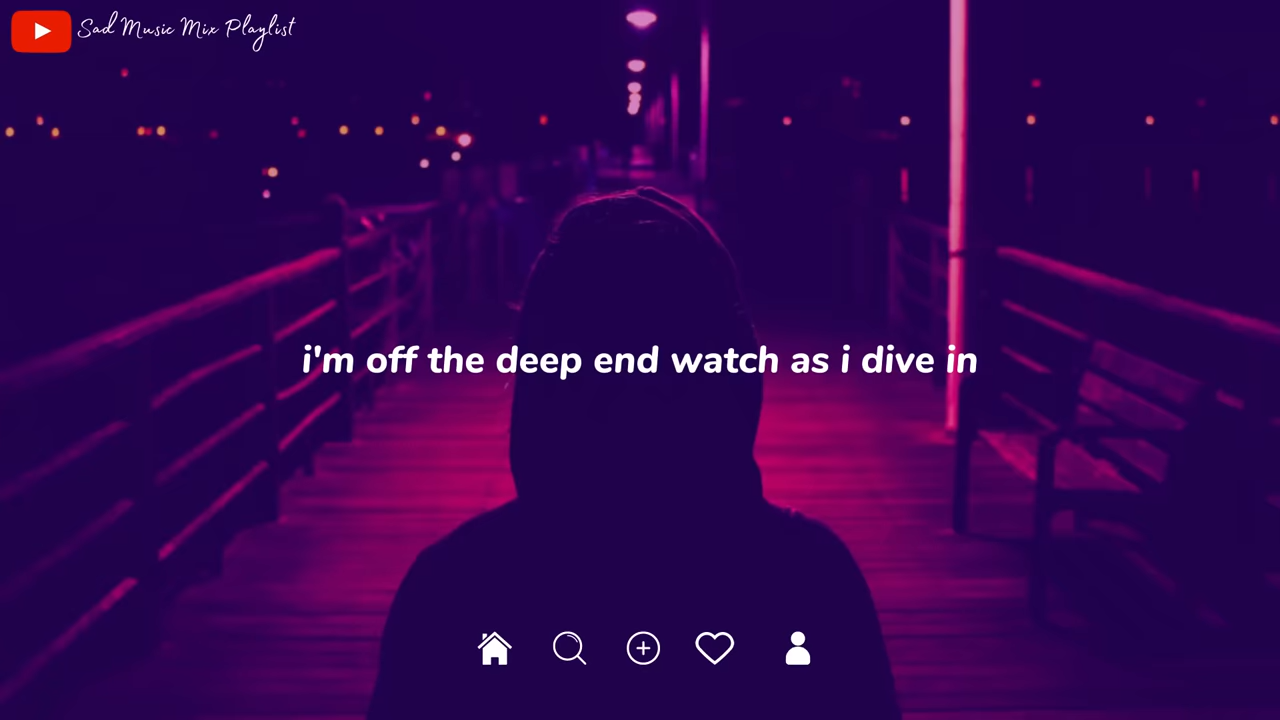 Sad Music Mix Playlist
i'm off the deep end watch as i dive in